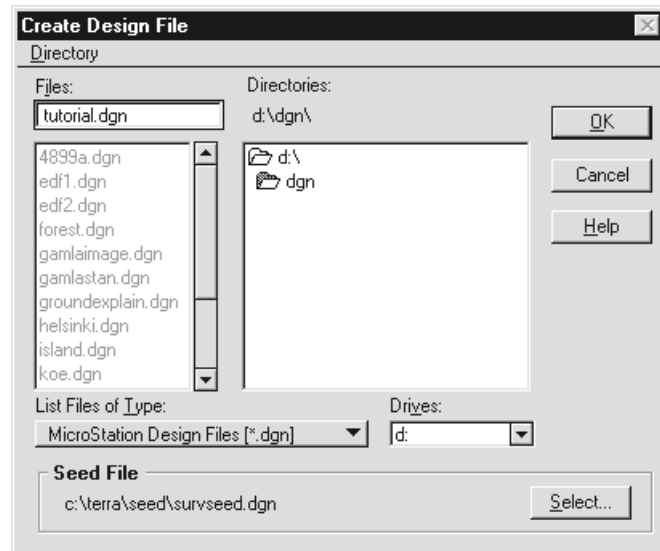 Create Design File
Directory
Files:
tutorial.dgn
4899a.dgn
edf1.dgn
edf2.dgn
forest.dgn
gamlaimage.dgn
gamlastan.dgn
groundexplain.dgn
helsinki.dgn
island.dgn
koe.dgn
Directories:
d:\dgn\
d:\
dgn
OK
Cancel
Help
List Files of Type:
MicroStation Design Files [*.dgn]
Drives:
d:
Seed File
c:\terra\seed\survseed.dgn
Select...